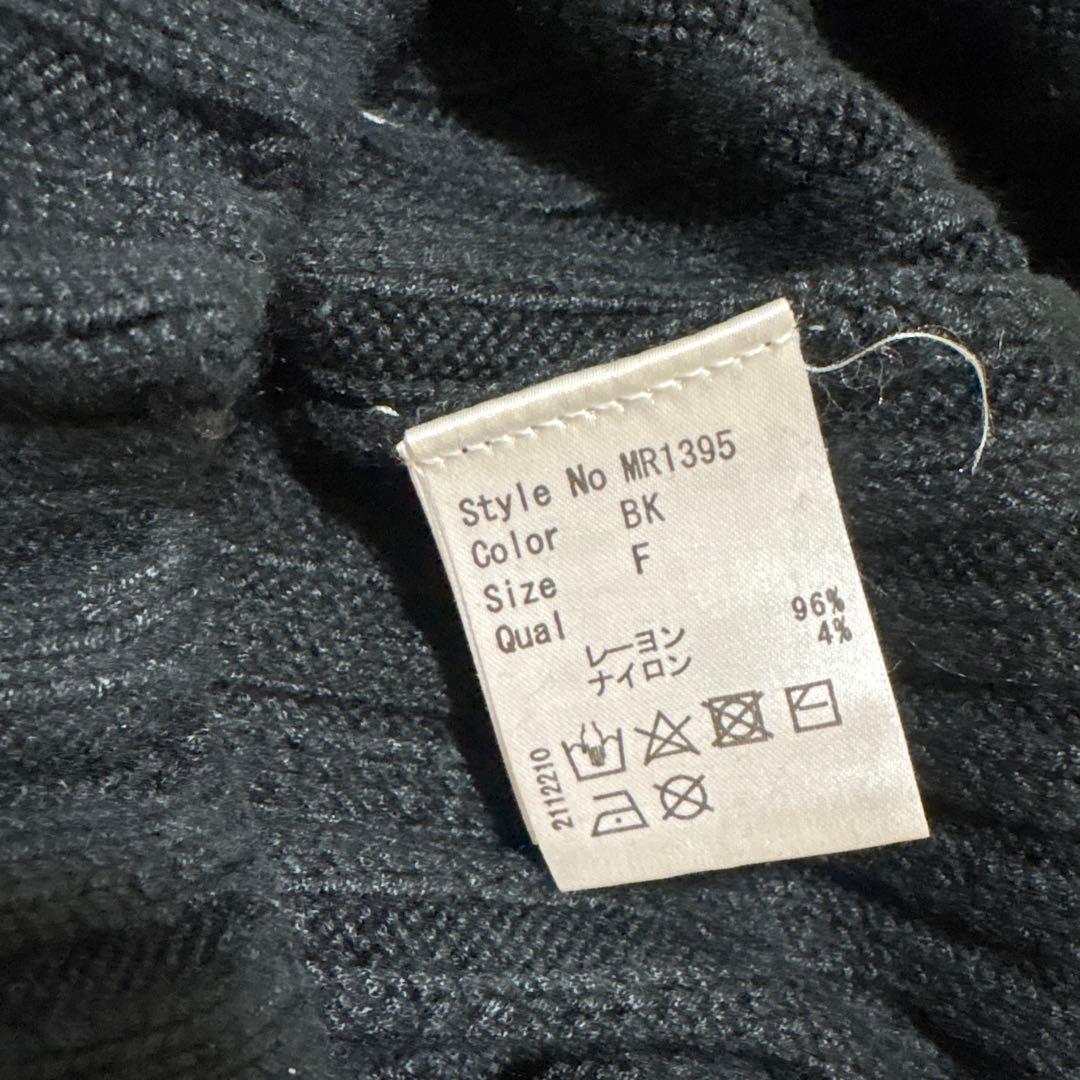 Style No MR1395
Color BK
Size F
Qual
レーヨン 96%
ナイロン 4%
2112210